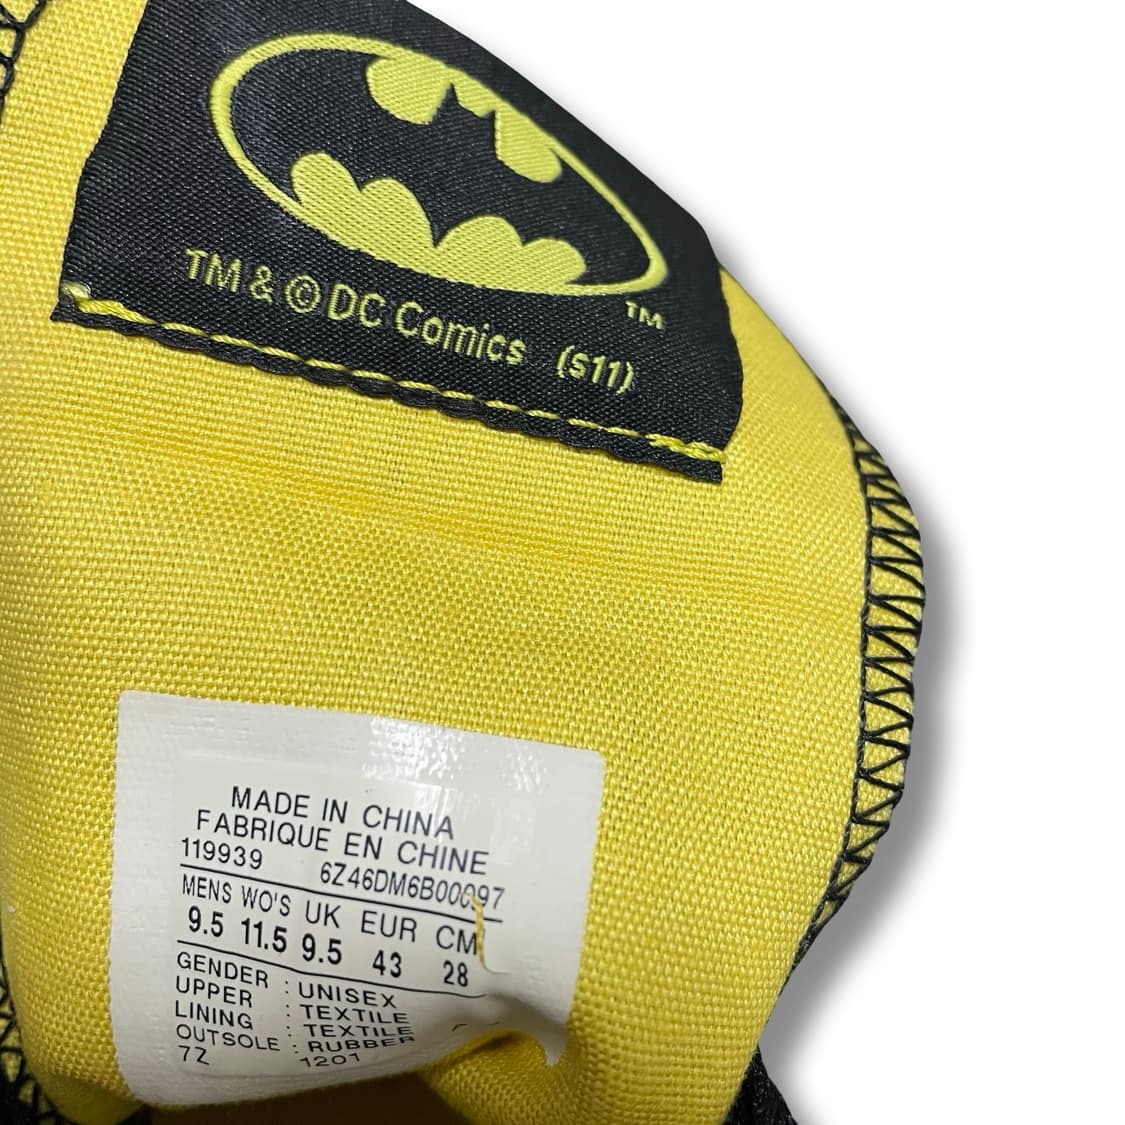 TM & © DC Comics (s11)
TM
MADE IN CHINA
FABRIQUE EN CHINE
119939 6Z46DM6B00097
MENS WO'S UK EUR CM
9.5 11.5 9.5 43 28
GENDER : UNISEX
UPPER : TEXTILE
LINING : TEXTILE
OUTSOLE : RUBBER
7Z 1201